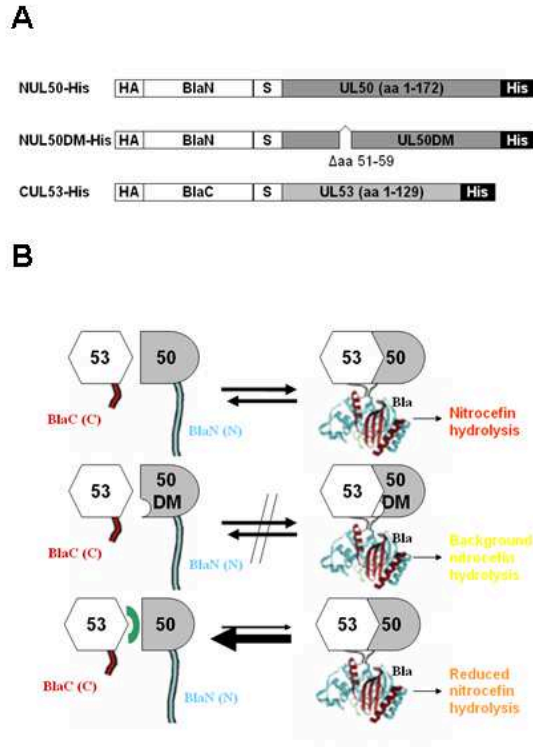 A
NUL50-His HA BlaN S UL50 (aa 1-172) His
NUL50DM-His HA BlaN S UL50DM His
Δaa 51-59
CUL53-His HA BlaC S UL53 (aa 1-129) His
B
53 50 53 50
Bla
BlaC (C) BlaN (N)
Nitrocefin
hydrolysis
53 50
DM 53 50
DM
Bla
BlaC (C) BlaN (N)
Background
nitrocefin
hydrolysis
53 50 53 50
Bla
BlaC (C) BlaN (N)
Reduced
nitrocefin
hydrolysis